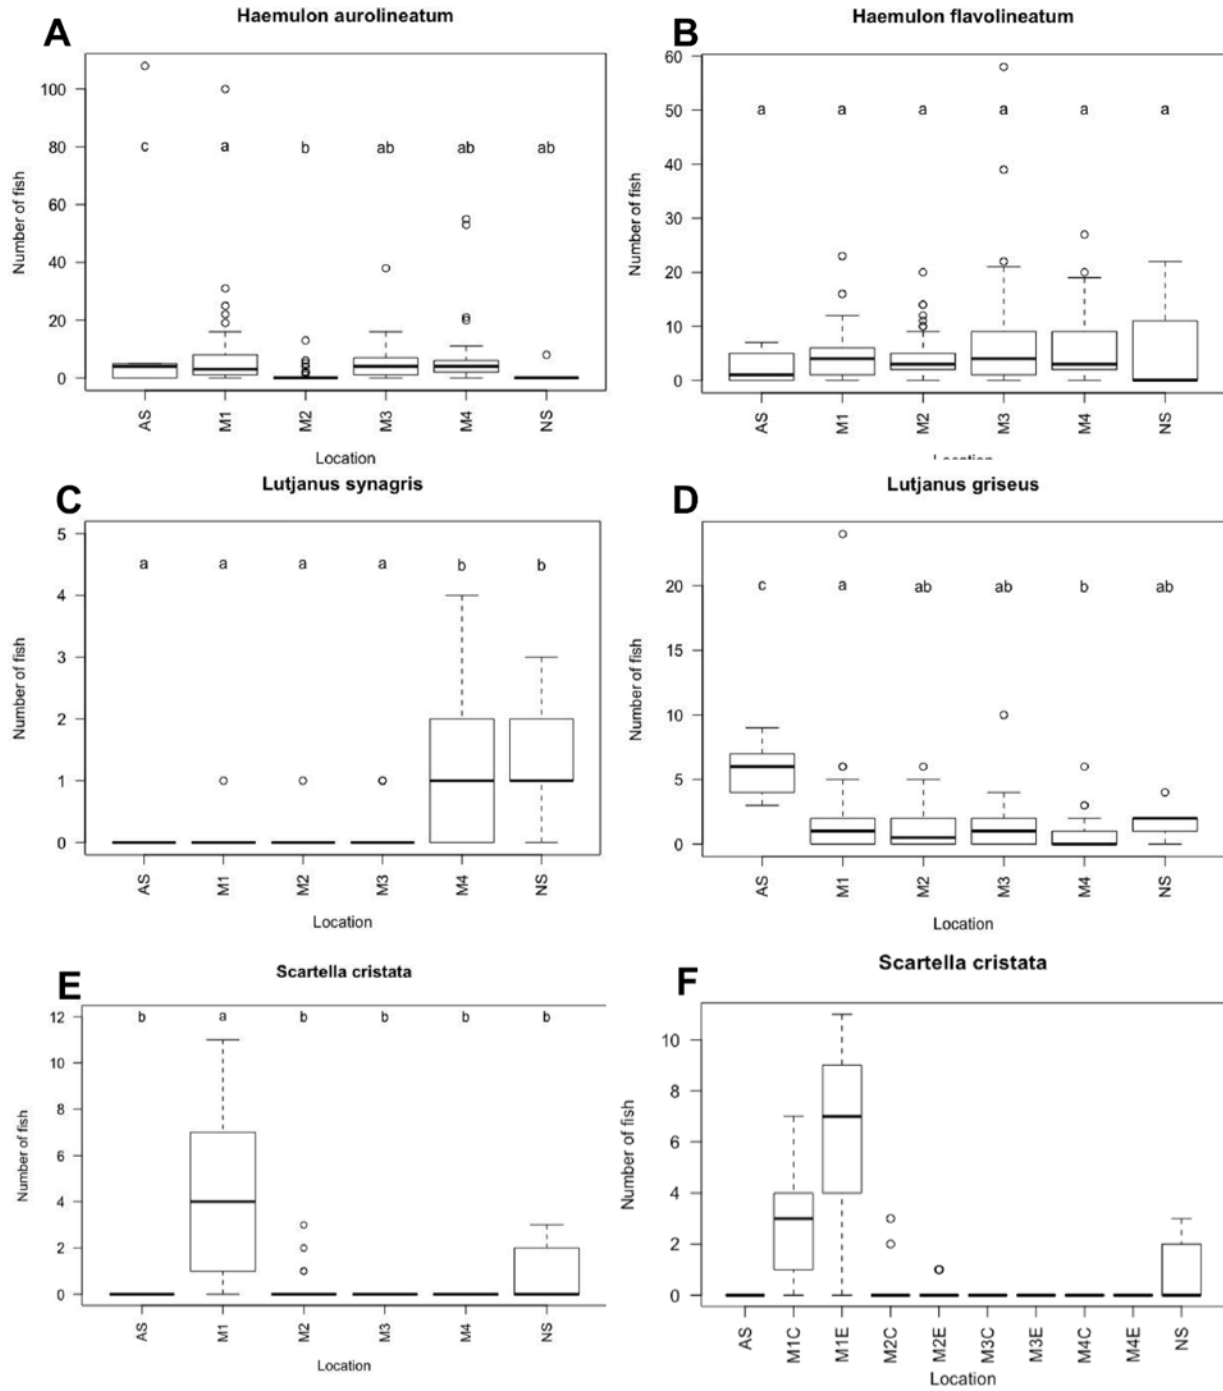 A
Haemulon aurolineatum
Number of fish
100
80
60
40
20
0
c a b ab ab ab
AS M1 M2 M3 M4 NS
Location
B
Haemulon flavolineatum
Number of fish
60
50
40
30
20
10
0
a a a a a a
AS M1 M2 M3 M4 NS
Location
C
Lutjanus synagris
Number of fish
5
4
3
2
1
0
a a a a b b
AS M1 M2 M3 M4 NS
Location
D
Lutjanus griseus
Number of fish
20
15
10
5
0
c a ab ab b ab
AS M1 M2 M3 M4 NS
Location
E
Scartella cristata
Number of fish
12
10
8
6
4
2
0
b a b b b b
AS M1 M2 M3 M4 NS
Location
F
Scartella cristata
Number of fish
10
8
6
4
2
0
AS M1C M1E M2C M2E M3C M3E M4C M4E NS
Location